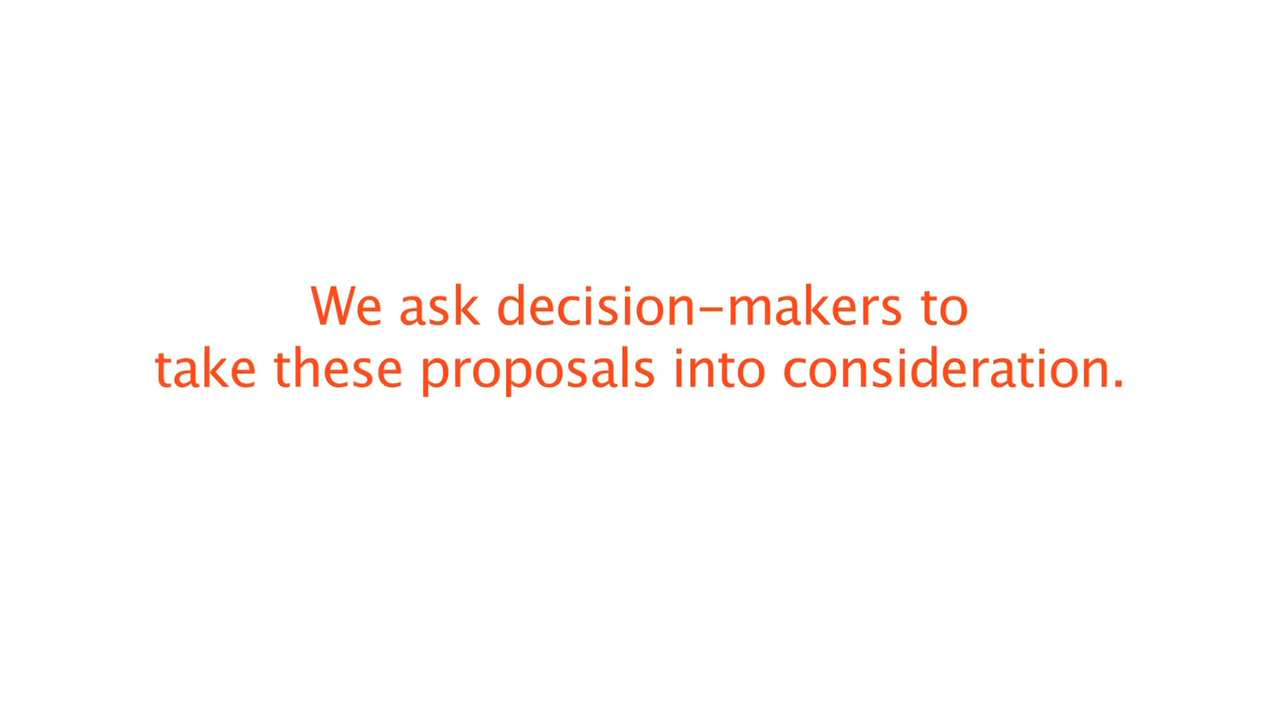 We ask decision-makers to
take these proposals into consideration.